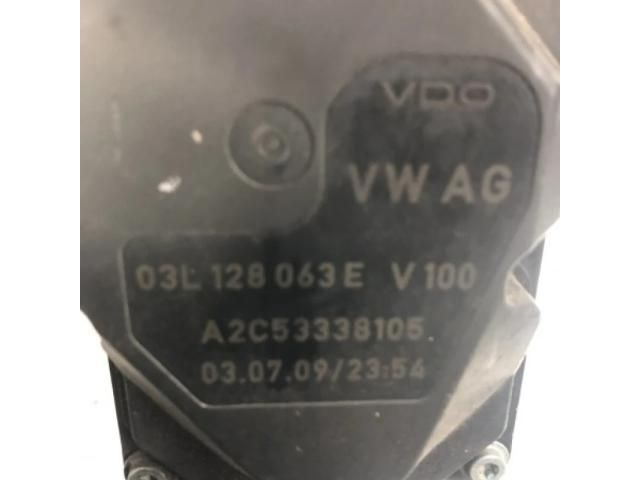 VDO
VW AG
03L 128 063 E V 100
A2C53338105
03.07.09/23:54